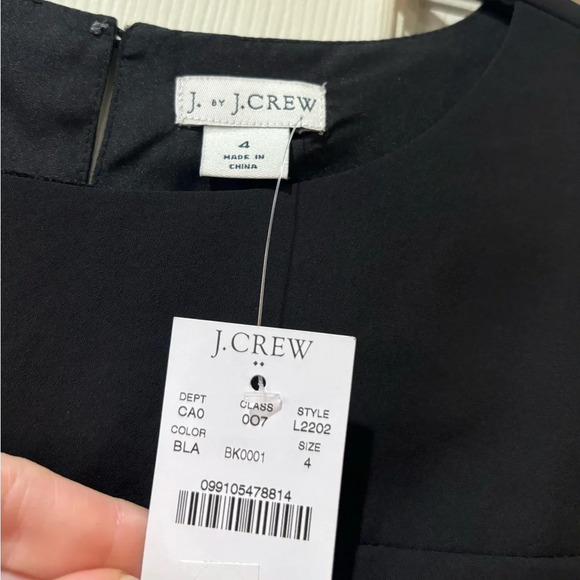 J. BY J.CREW
4
MADE IN
CHINA
J.CREW
DEPT CLASS STYLE
CA0 007 L2202
COLOR SIZE
BLA BK0001 4
099105478814